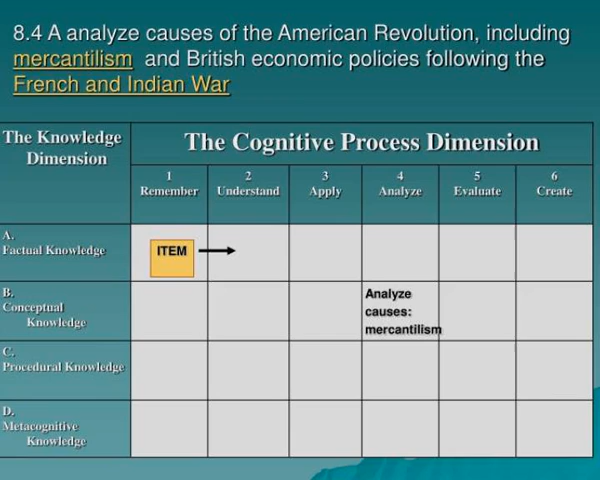 8.4 A analyze causes of the American Revolution, including
mercantilism and British economic policies following the
French and Indian War
The Knowledge
Dimension
The Cognitive Process Dimension
1
Remember
2
Understand
3
Apply
4
Analyze
5
Evaluate
6
Create
A.
Factual Knowledge
ITEM
B.
Conceptual
Knowledge
Analyze
causes:
mercantilism
C.
Procedural Knowledge
D.
Metacognitive
Knowledge